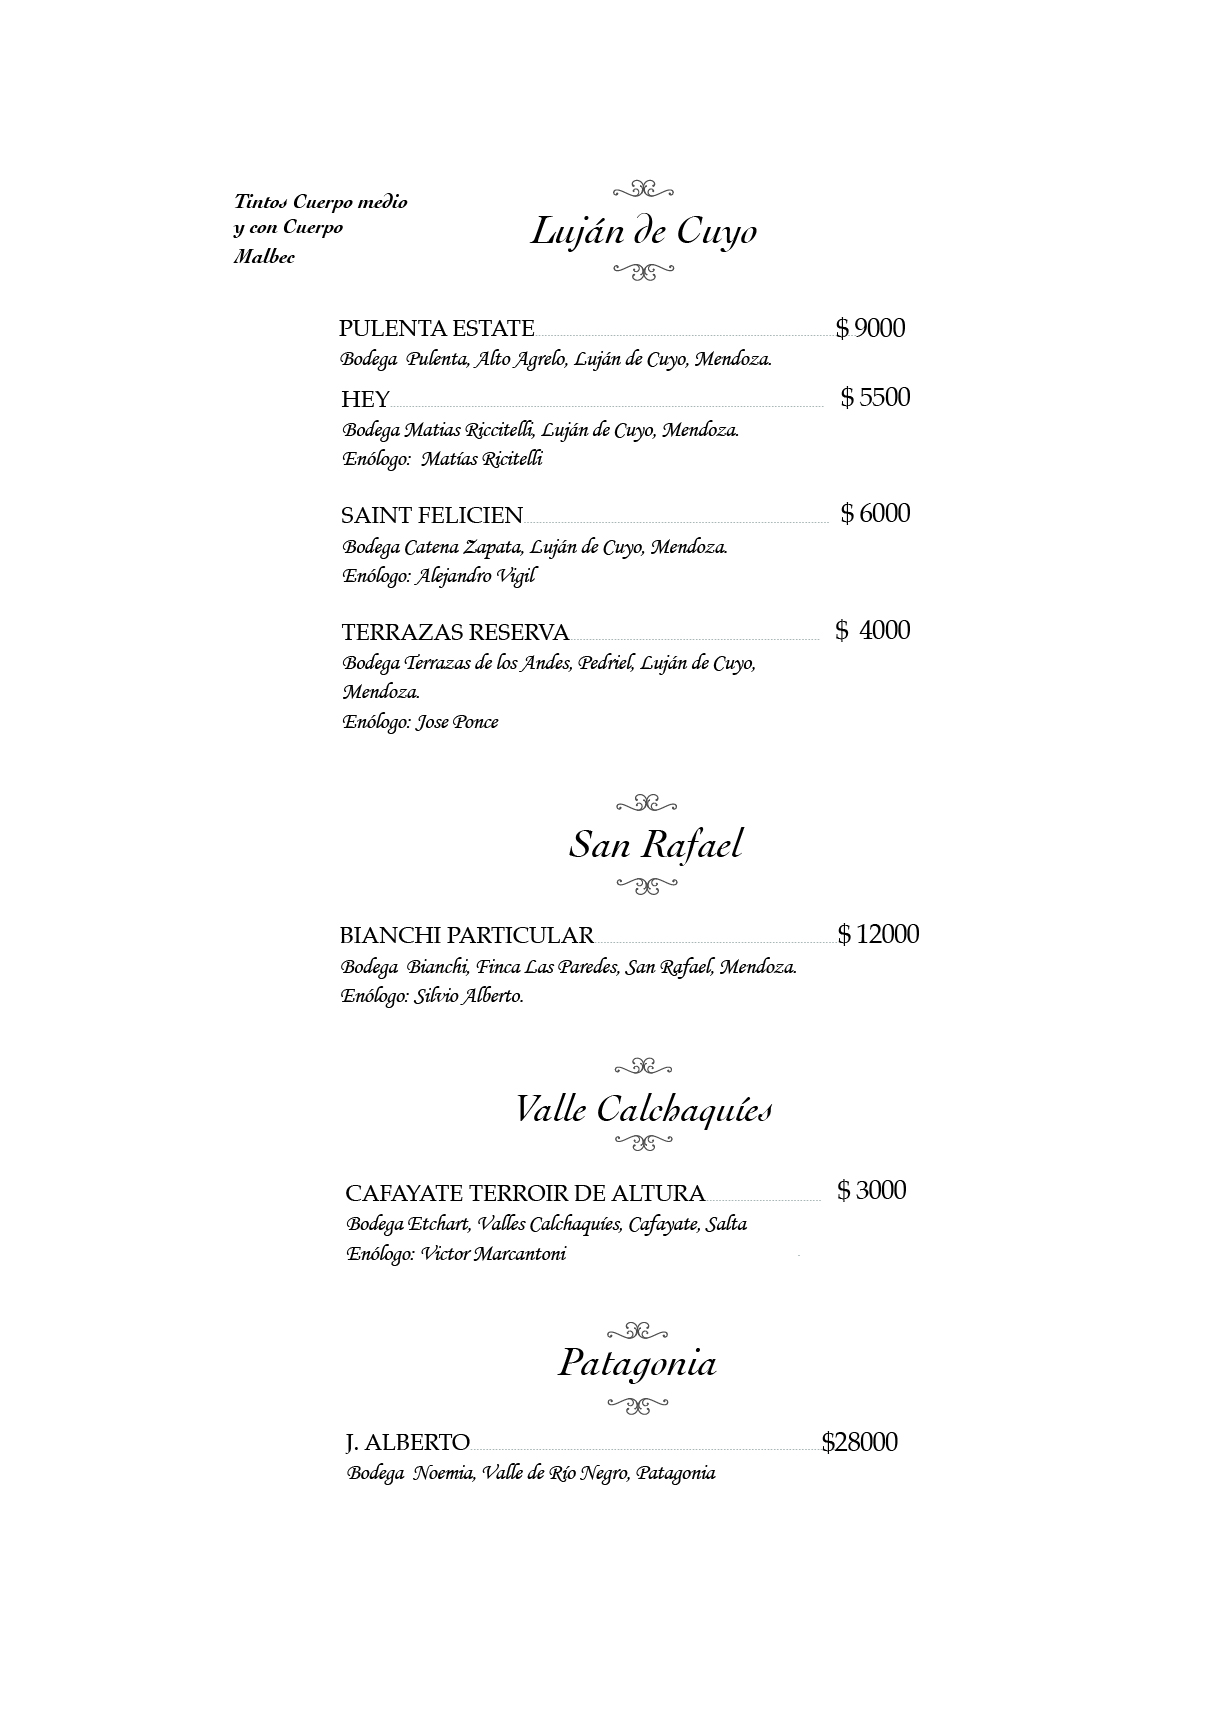 Tintos Cuerpo medio
y con Cuerpo
Malbec
Luján de Cuyo
PULENTA ESTATE $ 9000
Bodega Pulenta, Alto Agrelo, Luján de Cuyo, Mendoza.
HEY $ 5500
Bodega Matias Riccitelli, Luján de Cuyo, Mendoza.
Enólogo: Matías Ricitelli
SAINT FELICIEN $ 6000
Bodega Catena Zapata, Luján de Cuyo, Mendoza.
Enólogo: Alejandro Vigil
TERRAZAS RESERVA $ 4000
Bodega Terrazas de los Andes, Pedriel, Luján de Cuyo,
Mendoza.
Enólogo: Jose Ponce
San Rafael
BIANCHI PARTICULAR $ 12000
Bodega Bianchi, Finca Las Paredes, San Rafael, Mendoza.
Enólogo: Silvio Alberto.
Valle Calchaquíes
CAFAYATE TERROIR DE ALTURA $ 3000
Bodega Etchart, Valles Calchaquíes, Cafayate, Salta
Enólogo: Victor Marcantoni
Patagonia
J. ALBERTO $28000
Bodega Noemia, Valle de Río Negro, Patagonia